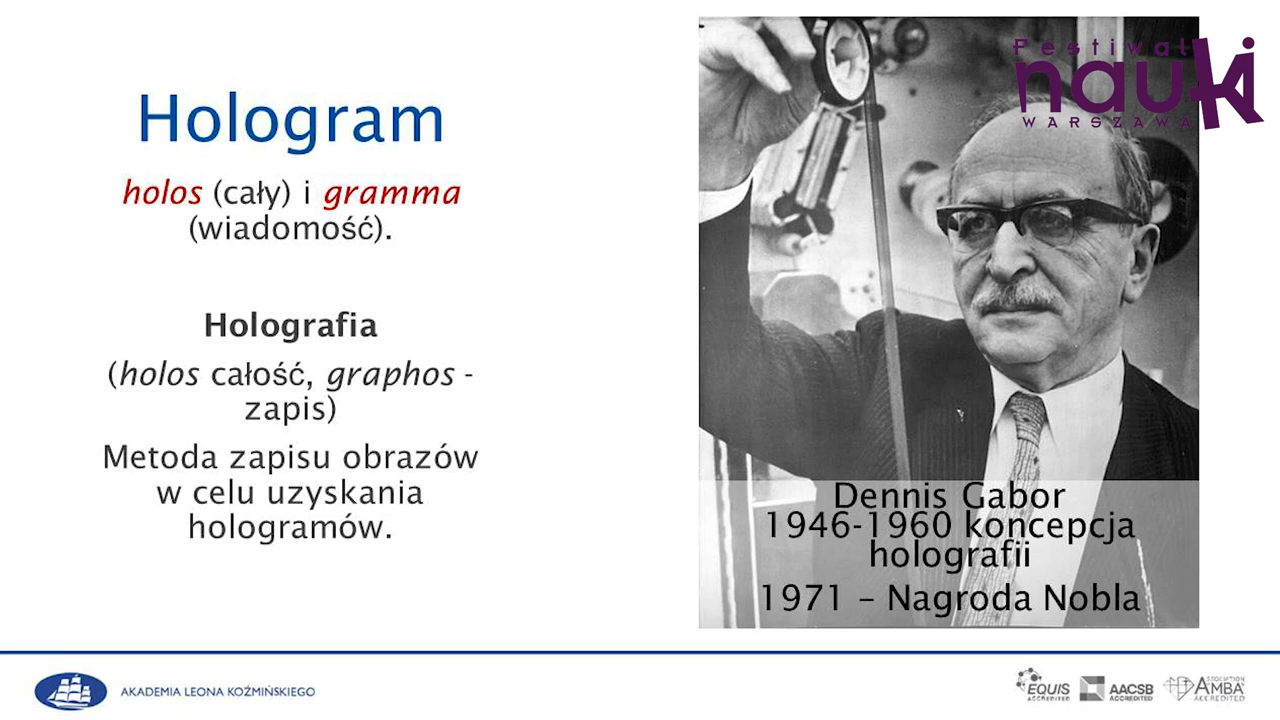 Hologram
holos (cały) i gramma
(wiadomość).
Holografia
(holos całość, graphos -
zapis)
Metoda zapisu obrazów
w celu uzyskania
hologramów.
Festiwal
nauki
WARSZAWA
Dennis Gabor
1946-1960 koncepcja
holografii
1971 – Nagroda Nobla
AKADEMIA LEONA KOŹMIŃSKIEGO
EQUIS
ACCREDITED
AACSB
ACCREDITED
ASSOCIATION
AMBA
ACCREDITED